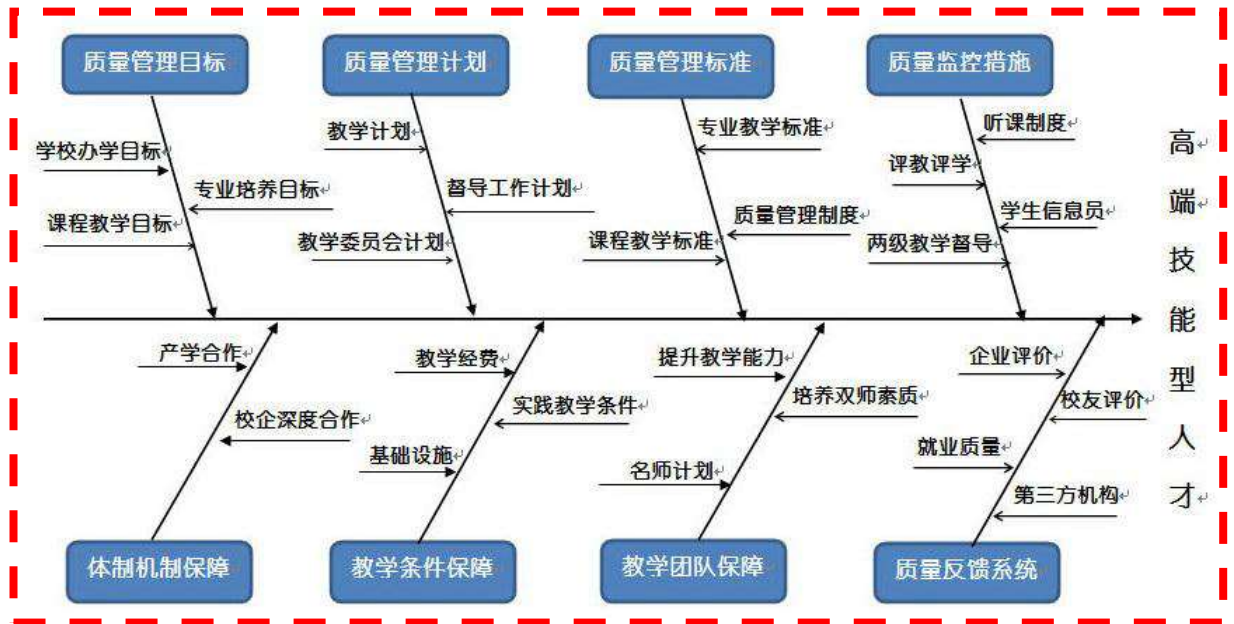 质量管理目标
质量管理计划
质量管理标准
质量监控措施
学校办学目标
专业培养目标
课程教学目标
教学计划
督导工作计划
教学委员会计划
专业教学标准
质量管理制度
课程教学标准
听课制度
评教评学
学生信息员
两级教学督导
高端技能型人才
产学合作
校企深度合作
教学经费
实践教学条件
基础设施
提升教学能力
培养双师素质
名师计划
企业评价
校友评价
就业质量
第三方机构
体制机制保障
教学条件保障
教学团队保障
质量反馈系统